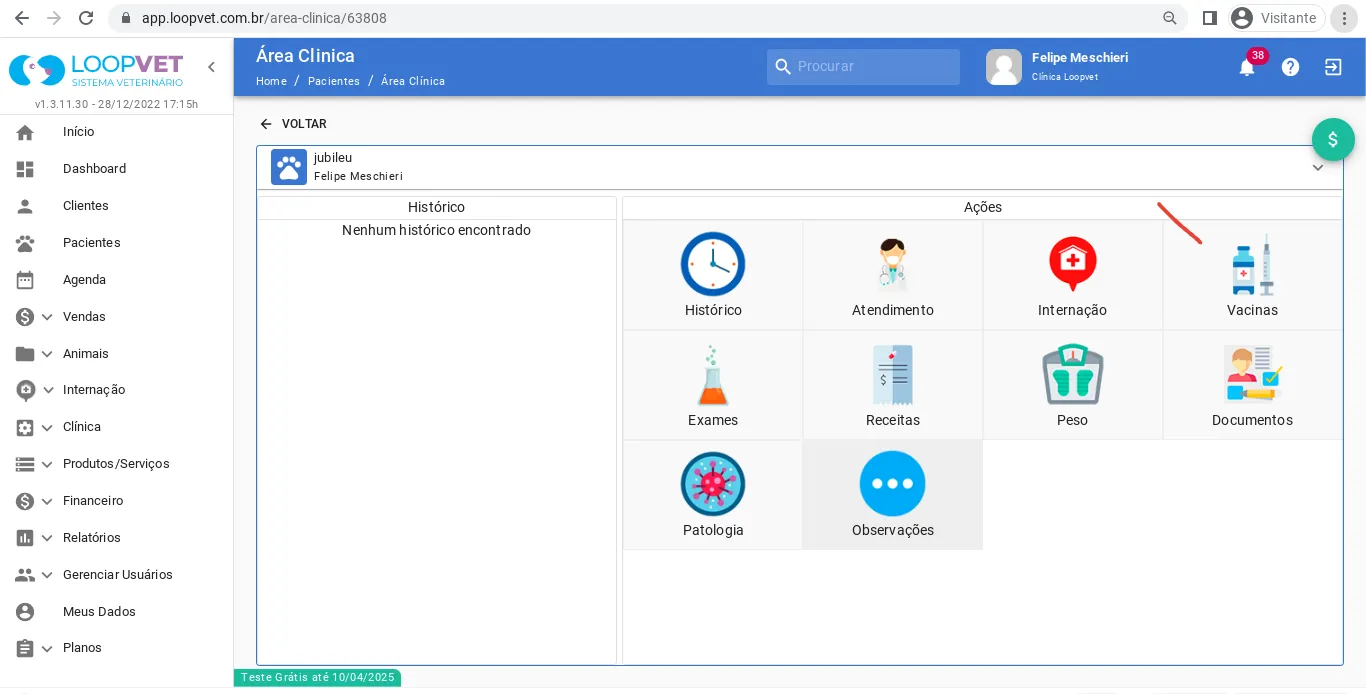 app.loopvet.com.br/area-clinica/63808
Visitante
LOOPVET
SISTEMA VETERINÁRIO
v1.3.11.30 - 28/12/2022 17:15h
Início
Dashboard
Clientes
Pacientes
Agenda
Vendas
Animais
Internação
Clínica
Produtos/Serviços
Financeiro
Relatórios
Gerenciar Usuários
Meus Dados
Planos
Área Clinica
Home / Pacientes / Área Clínica
Procurar
Felipe Meschieri
Clínica Loopvet
38
VOLTAR
$
jubileu
Felipe Meschieri
Histórico
Nenhum histórico encontrado
Ações
Histórico
Atendimento
Internação
Vacinas
Exames
Receitas
Peso
Documentos
Patologia
Observações
Teste Grátis até 10/04/2025